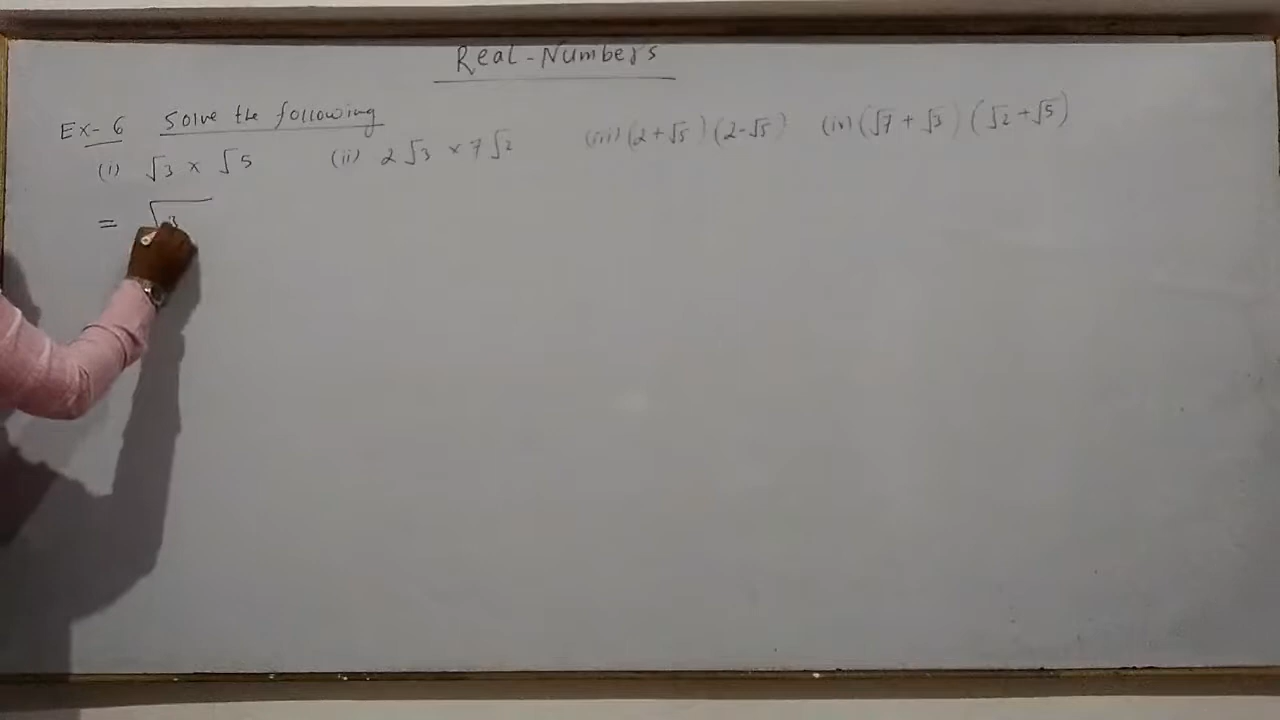 Real-Numbers
Ex-6 Solve the following
(i) √3 × √5 (ii) 2√3 × 7√2 (iii) (2+√5)(2-√5) (iv) (√7 + √3)(√2 + √5)
= √3